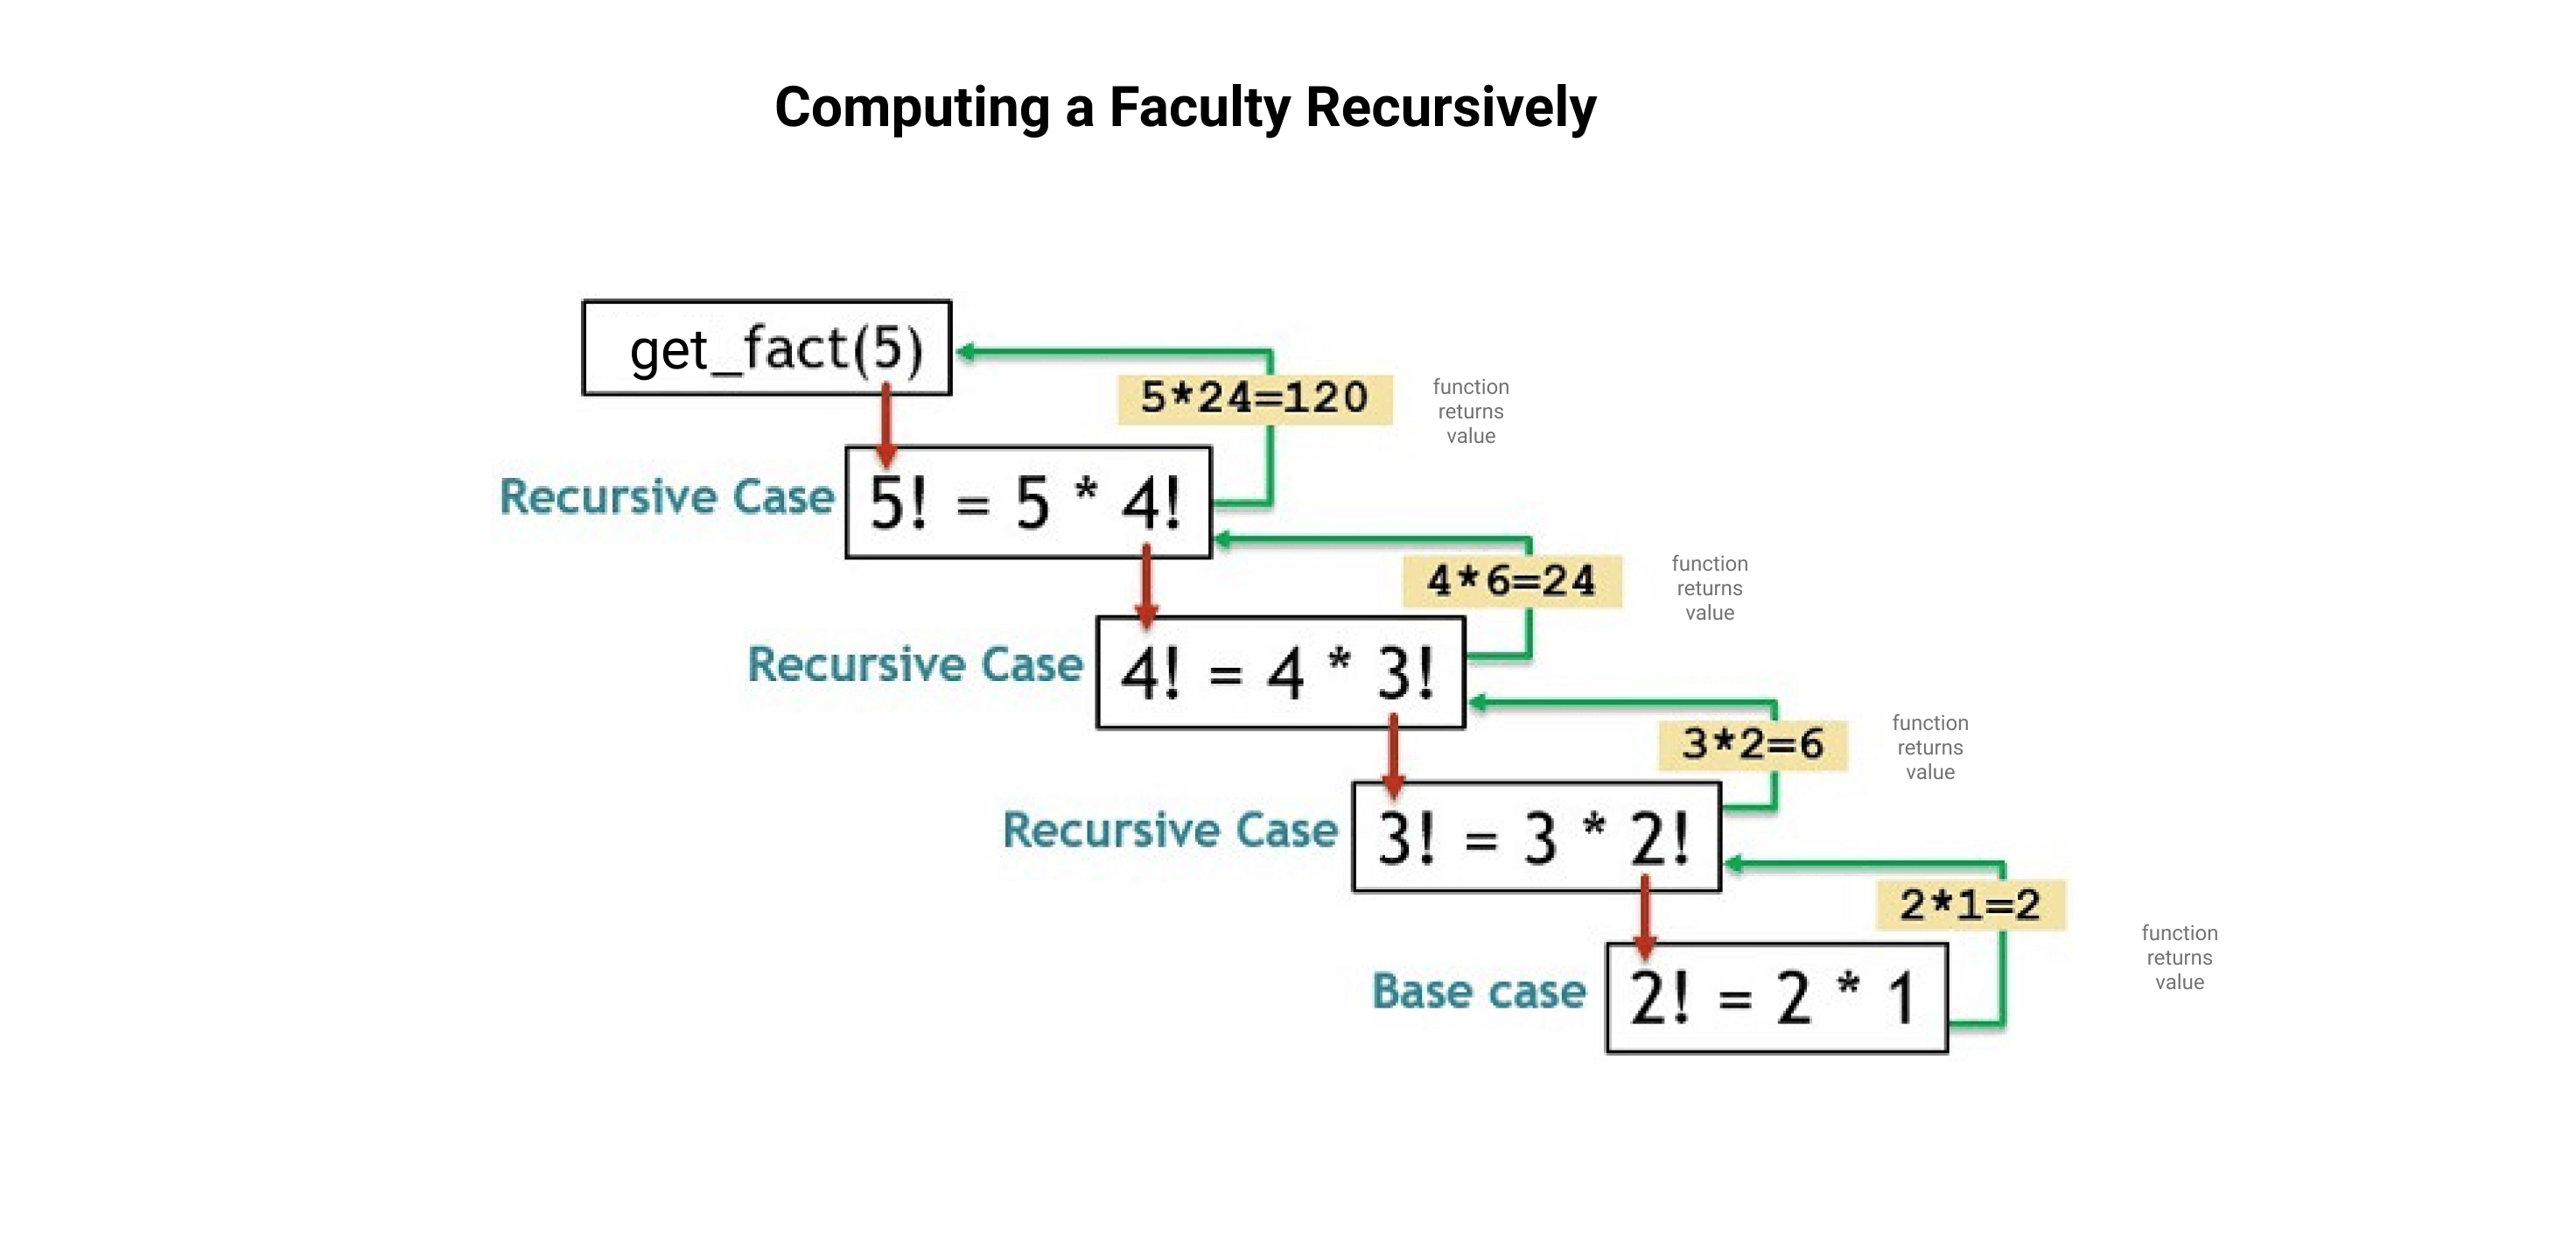 Computing a Faculty Recursively
get_fact(5)
5*24=120
function
returns
value
Recursive Case
5! = 5 * 4!
4*6=24
function
returns
value
Recursive Case
4! = 4 * 3!
3*2=6
function
returns
value
Recursive Case
3! = 3 * 2!
2*1=2
function
returns
value
Base case
2! = 2 * 1